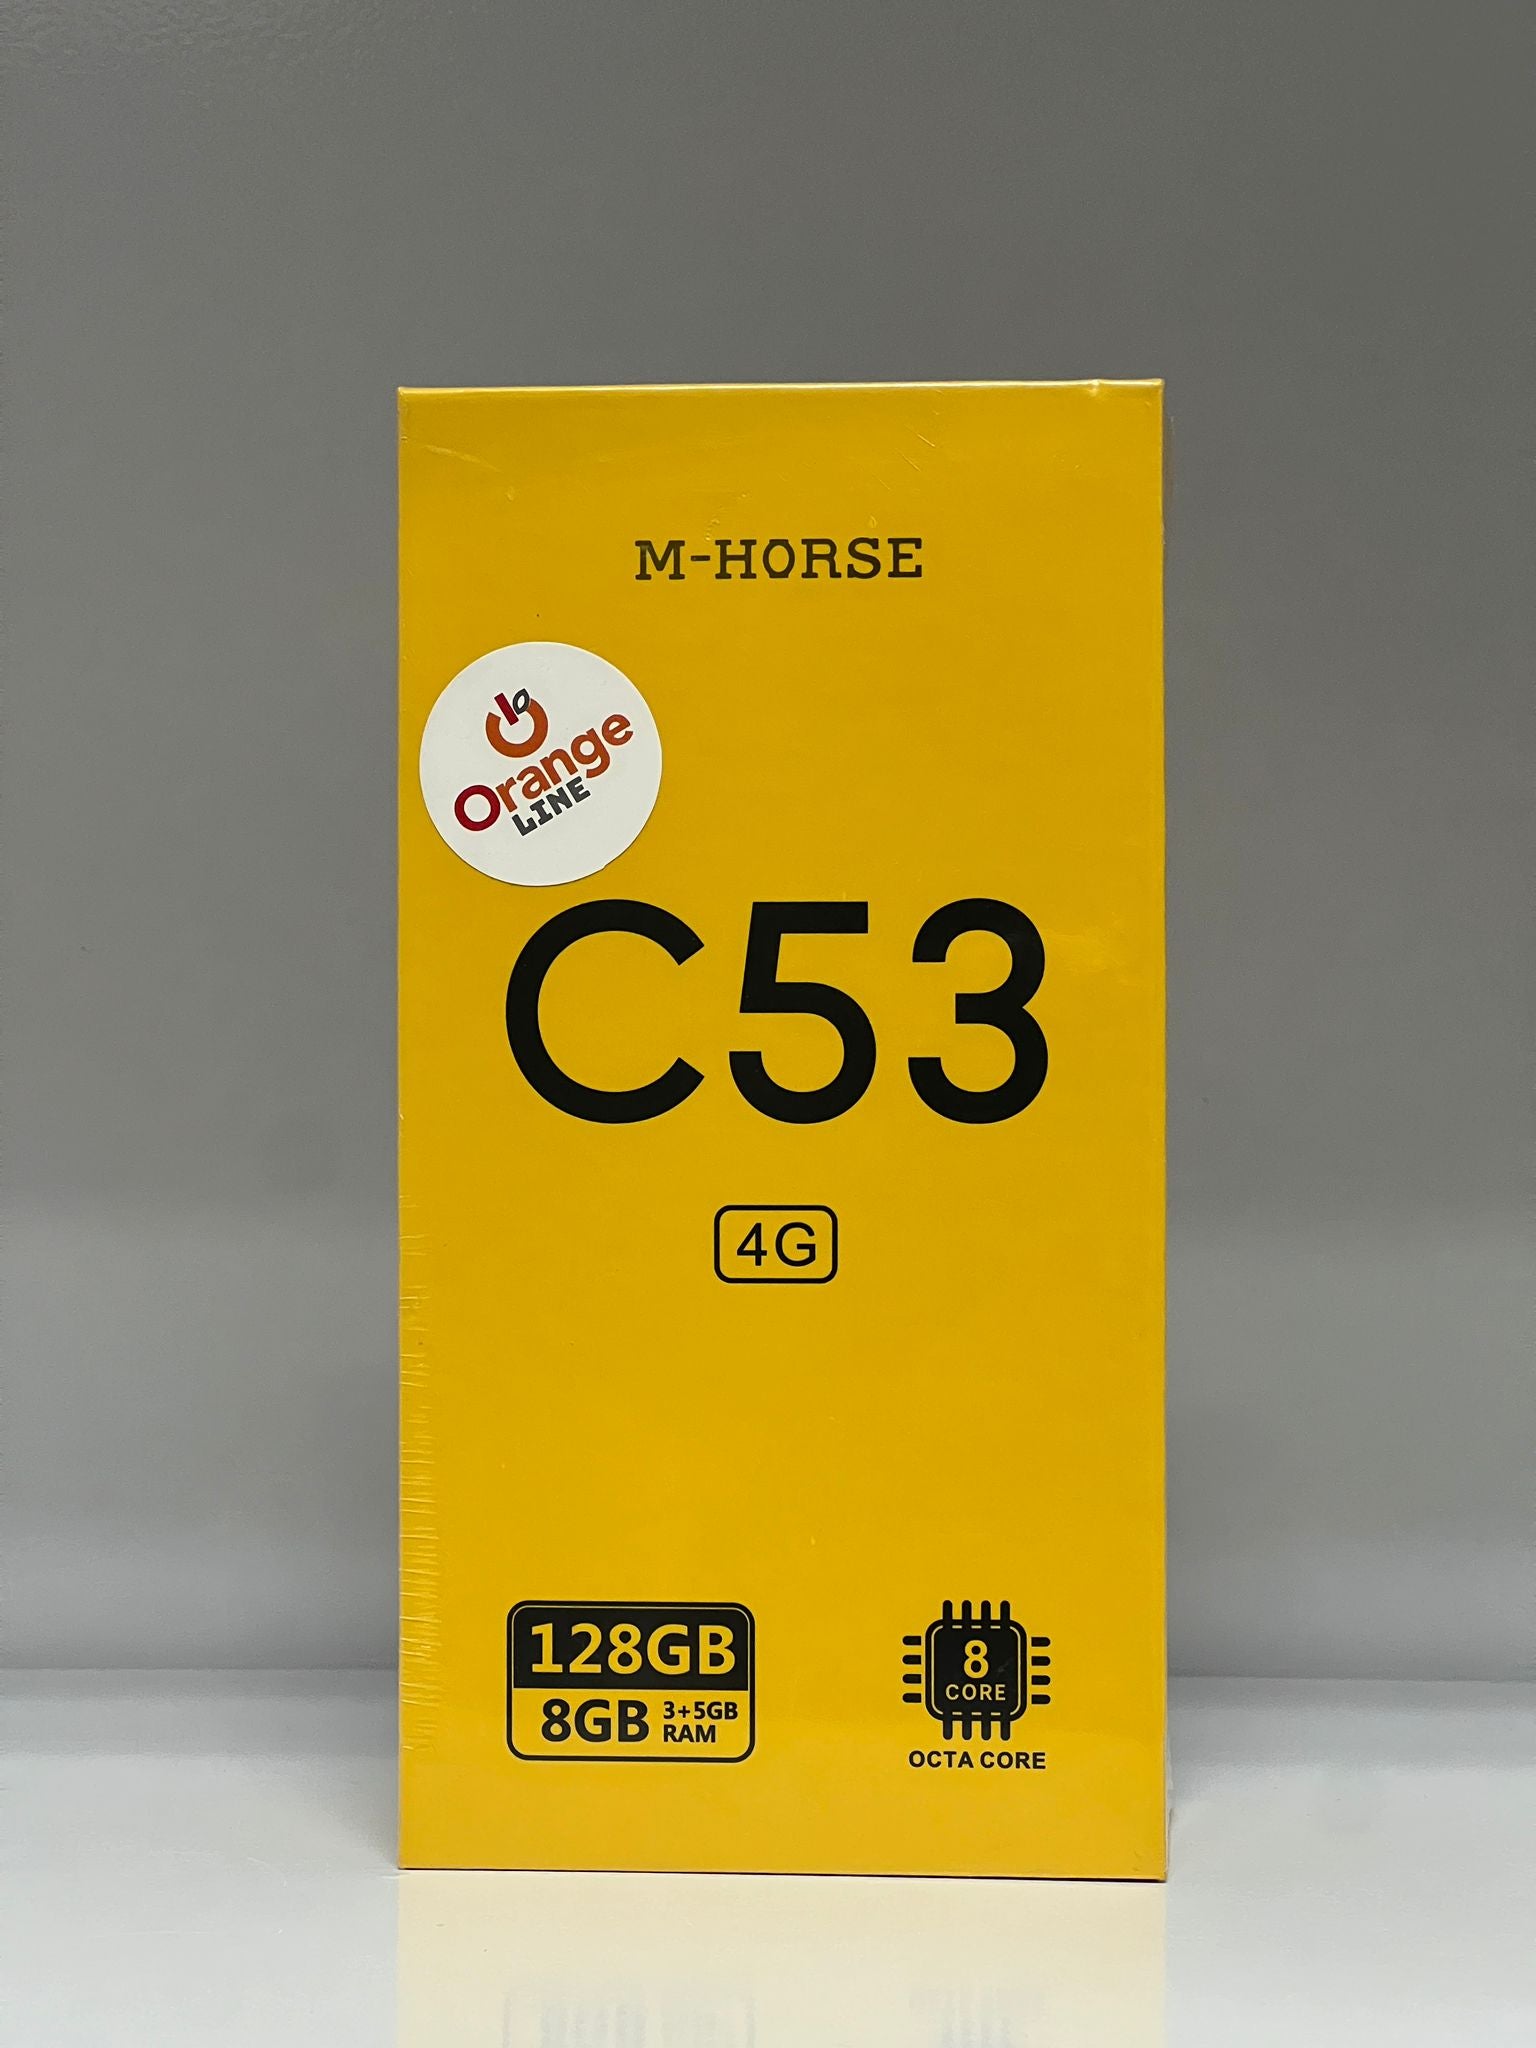 M-HORSE
Orange
LINE
C53
4G
128GB
8GB 3+5GB
RAM
8
CORE
OCTA CORE